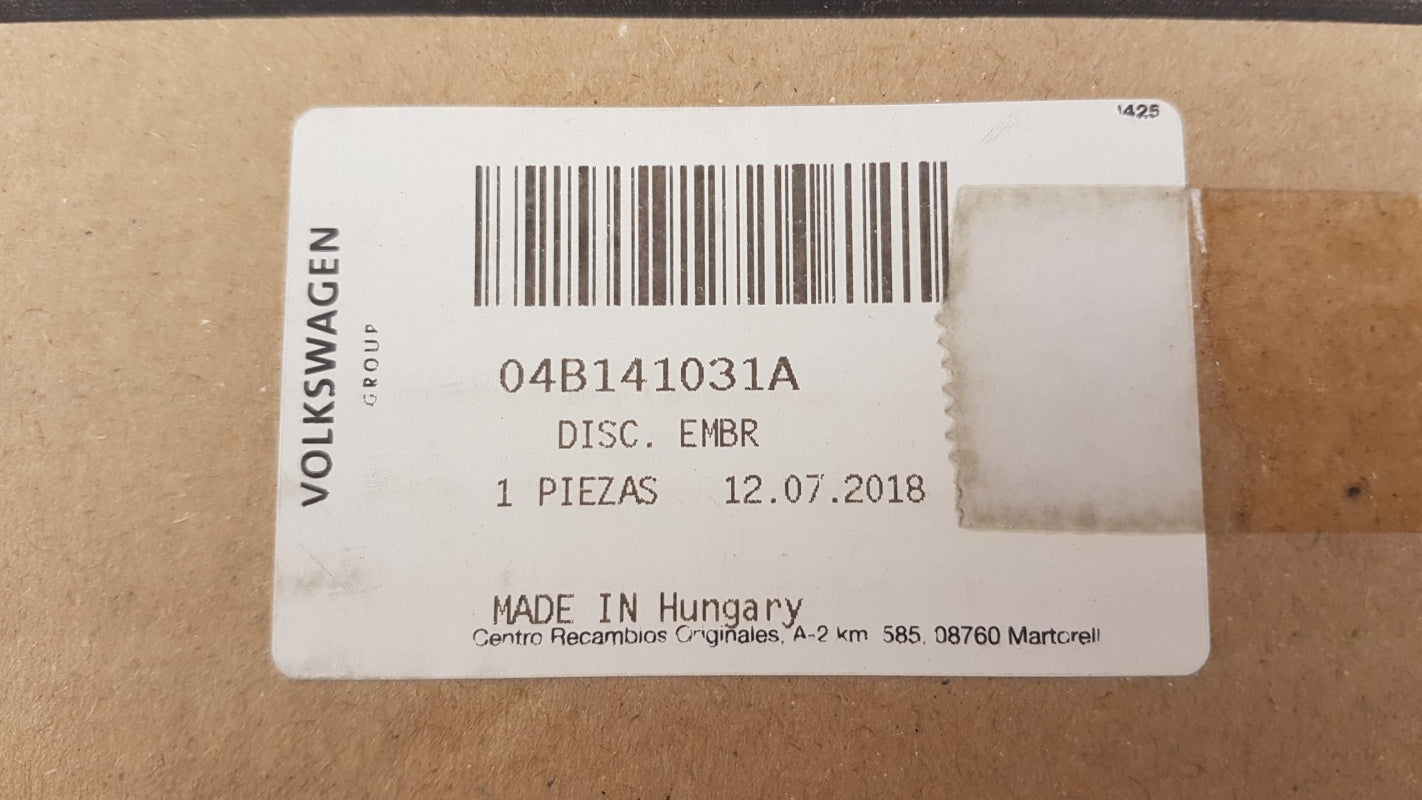 1425
VOLKSWAGEN
GROUP
04B141031A
DISC. EMBR
1 PIEZAS 12.07.2018
MADE IN Hungary
Centro Recambios Originales, A-2 km 585, 08760 Martorell